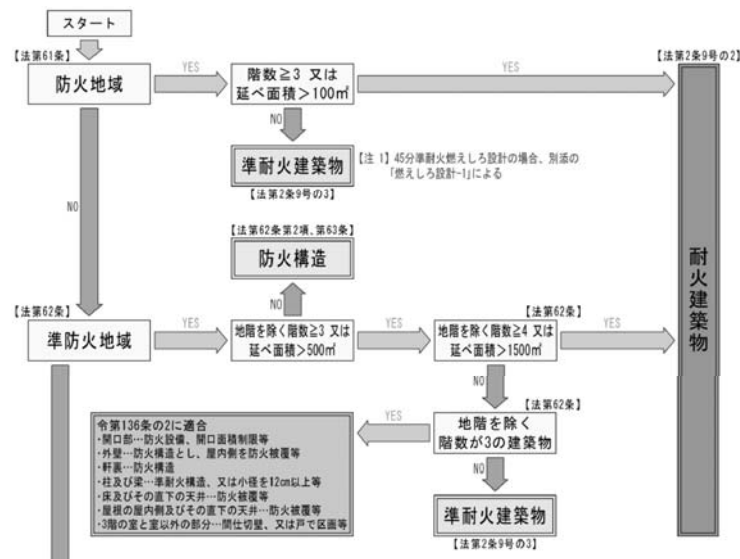 スタート
【法第61条】
防火地域
YES
階数≧3 又は
延べ面積>100㎡
YES
【法第2条9号の2】
耐火建築物
NO
準耐火建築物
【法第2条9号の3】
【注 1】45分準耐火燃えしろ設計の場合、別添の
「燃えしろ設計-1」による
NO
【法第62条第2項、第63条】
防火構造
NO
【法第62条】
準防火地域
YES
地階を除く階数≧3 又は
延べ面積>500㎡
YES
【法第62条】
地階を除く階数≧4 又は
延べ面積>1500㎡
YES
NO
【法第62条】
地階を除く
階数が3の建築物
YES
令第136条の2に適合
・開口部…防火設備、開口面積制限等
・外壁…防火構造とし、屋内側を防火被覆等
・軒裏…防火構造
・柱及び梁…準耐火構造、又は小径を12cm以上等
・床及びその直下の天井…防火被覆等
・屋根の屋内側及びその直下の天井…防火被覆等
・3階の室と室以外の部分…間仕切壁、又は戸で区画等
NO
準耐火建築物
【法第2条9号の3】